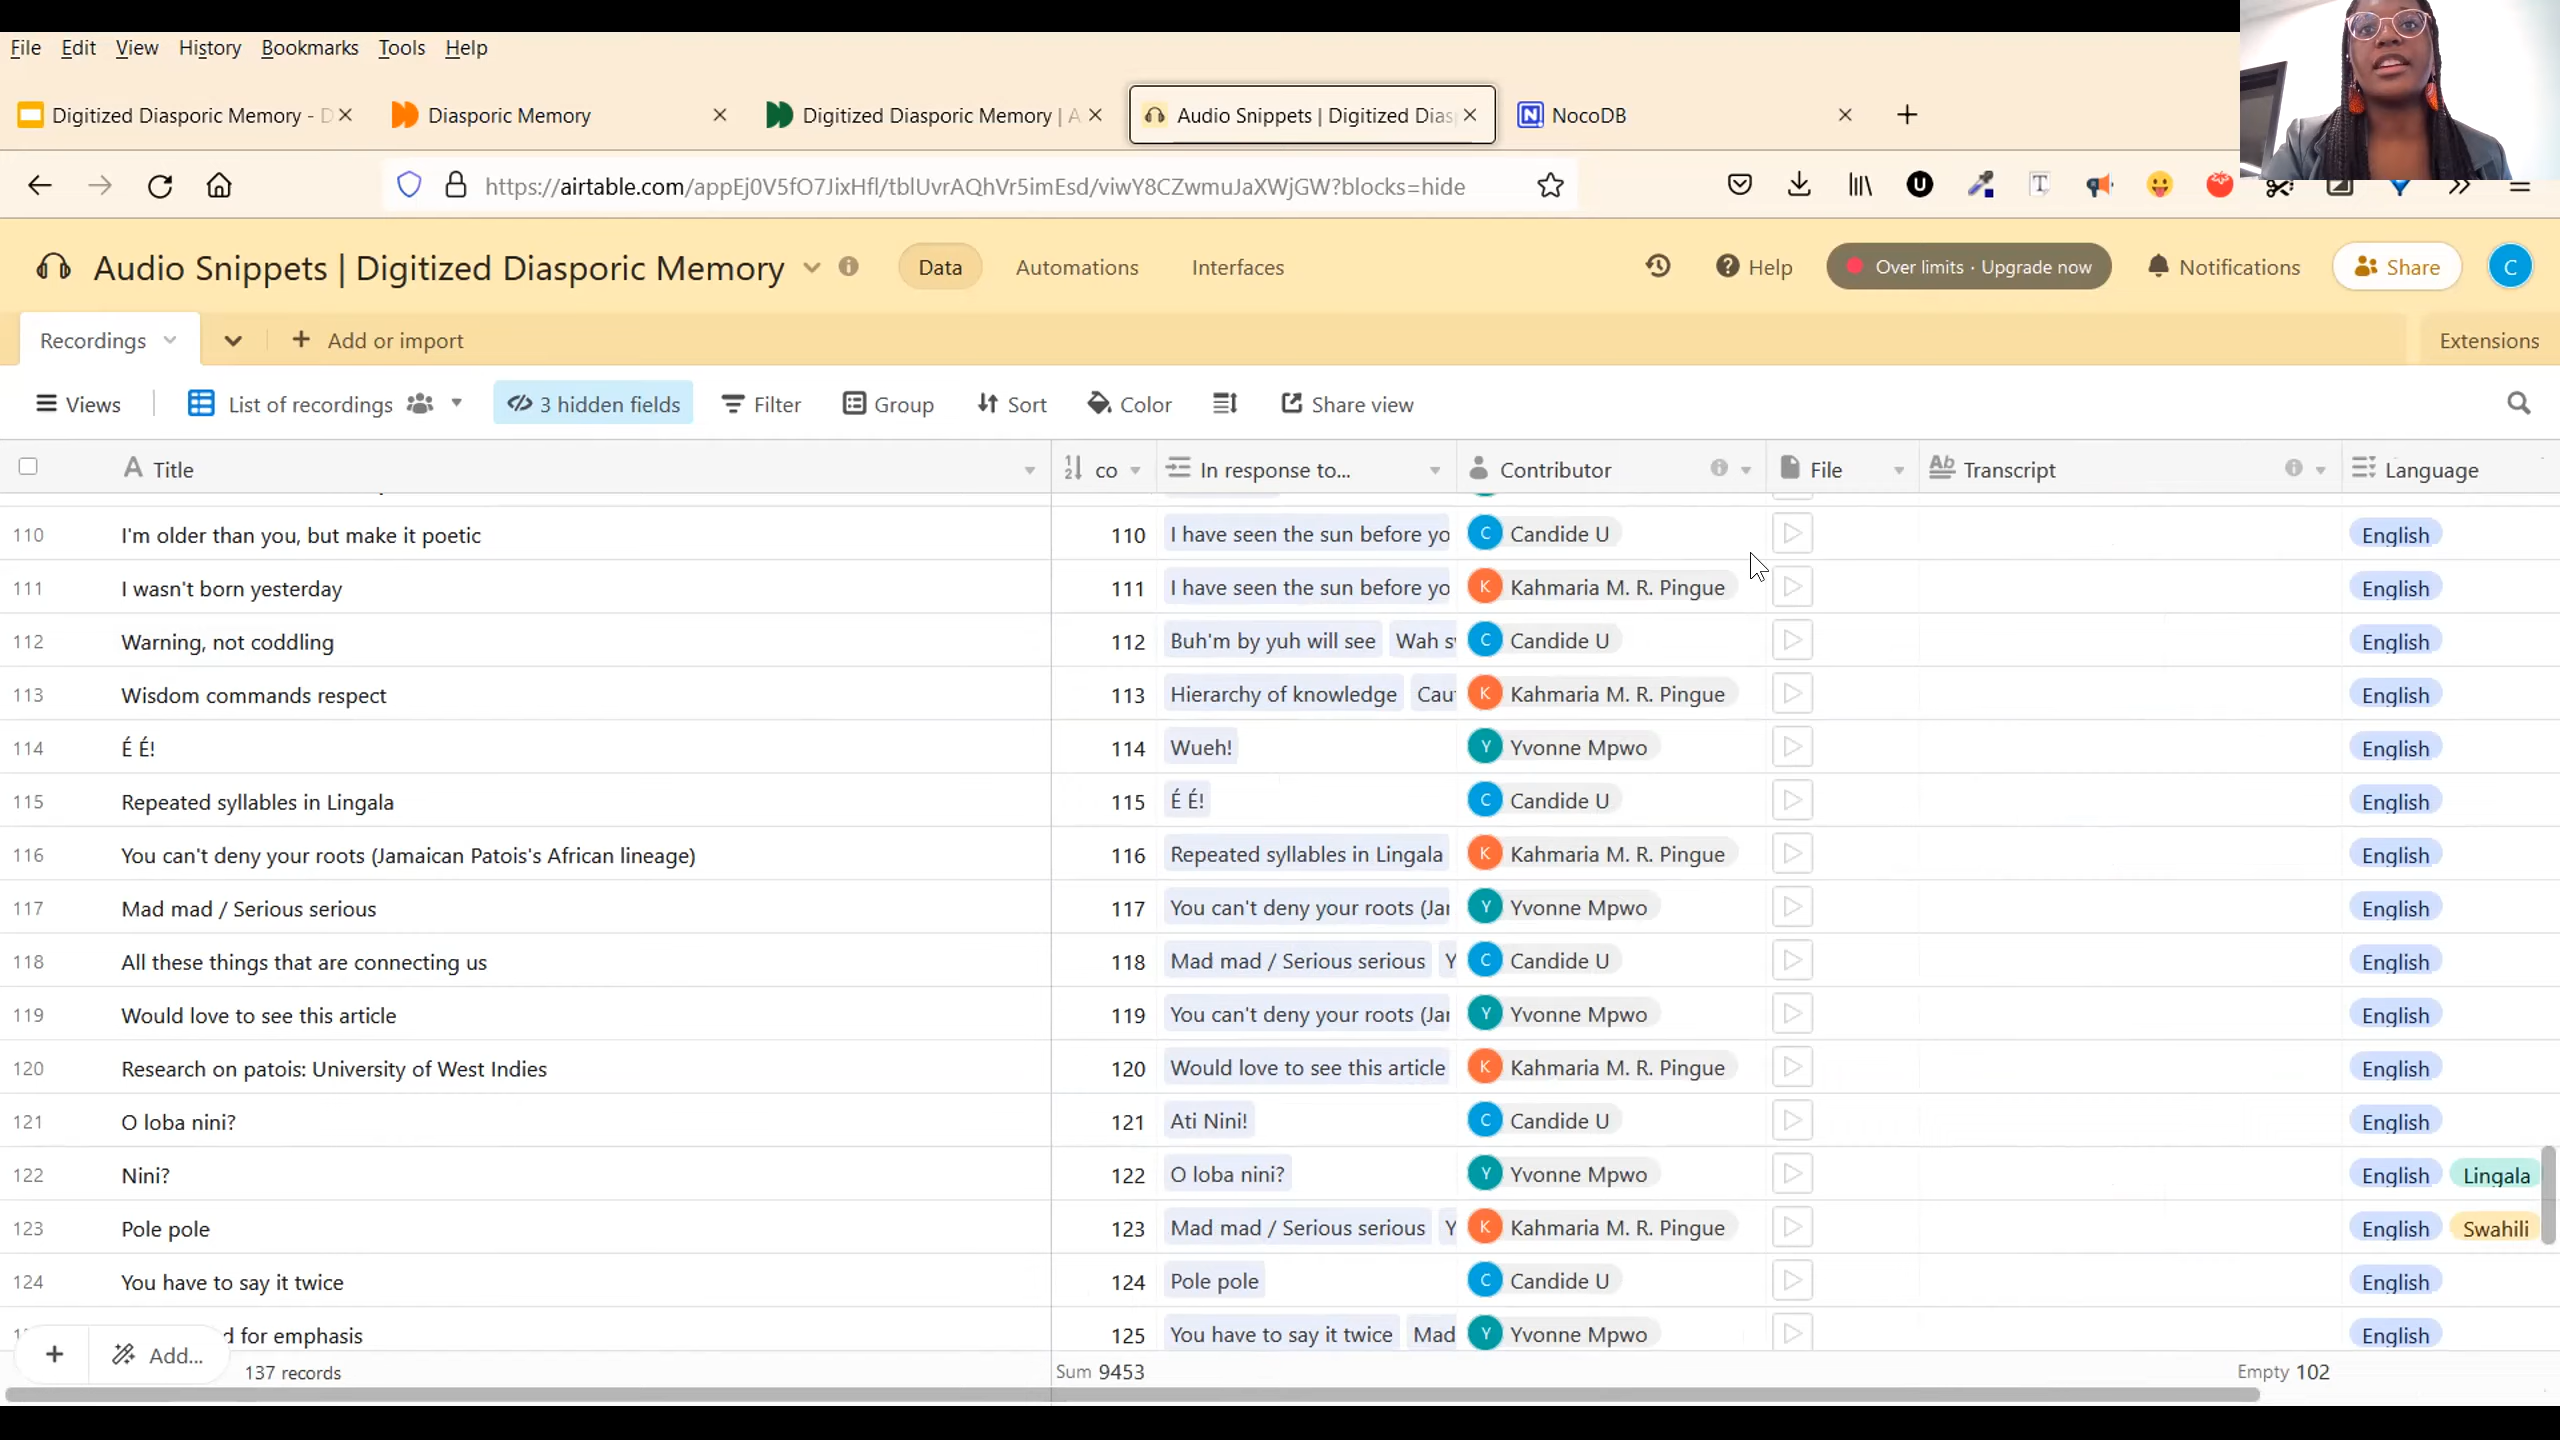 File Edit View History Bookmarks Tools Help
Digitized Diasporic Memory - D Diasporic Memory Digitized Diasporic Memory | A Audio Snippets | Digitized Dias NocoDB
https://airtable.com/appEj0V5fO7JixHfl/tblUvrAQhVr5imEsd/viwY8CZwmuJaXWjGW?blocks=hide
Audio Snippets | Digitized Diasporic Memory Data Automations Interfaces Help Over limits · Upgrade now Notifications Share C
Recordings Add or import Extensions
Views List of recordings 3 hidden fields Filter Group Sort Color Share view
Title co In response to... Contributor File Transcript Language
110 I'm older than you, but make it poetic 110 I have seen the sun before yo C Candide U English
111 I wasn't born yesterday 111 I have seen the sun before yo K Kahmaria M. R. Pingue English
112 Warning, not coddling 112 Buh'm by yuh will see Wah C Candide U English
113 Wisdom commands respect 113 Hierarchy of knowledge Cau K Kahmaria M. R. Pingue English
114 É É! 114 Wueh! Y Yvonne Mpwo English
115 Repeated syllables in Lingala 115 É É! C Candide U English
116 You can't deny your roots (Jamaican Patois's African lineage) 116 Repeated syllables in Lingala K Kahmaria M. R. Pingue English
117 Mad mad / Serious serious 117 You can't deny your roots (Jar Y Yvonne Mpwo English
118 All these things that are connecting us 118 Mad mad / Serious serious Y C Candide U English
119 Would love to see this article 119 You can't deny your roots (Jar Y Yvonne Mpwo English
120 Research on patois: University of West Indies 120 Would love to see this article K Kahmaria M. R. Pingue English
121 O loba nini? 121 Ati Nini! C Candide U English
122 Nini? 122 O loba nini? Y Yvonne Mpwo English Lingala
123 Pole pole 123 Mad mad / Serious serious Y K Kahmaria M. R. Pingue English Swahili
124 You have to say it twice 124 Pole pole C Candide U English
d for emphasis 125 You have to say it twice Mad Y Yvonne Mpwo English
+ Add...
137 records Sum 9453 Empty 102